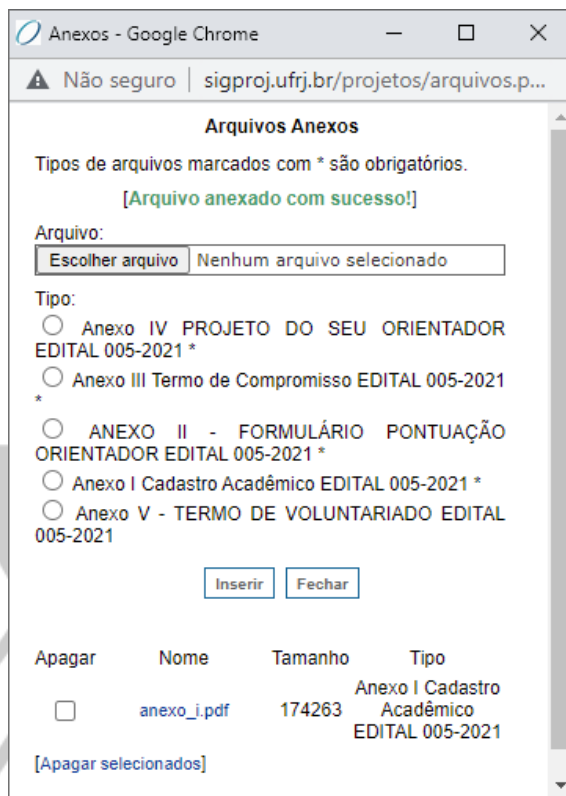 Anexos - Google Chrome
Não seguro | sigproj.ufrj.br/projetos/arquivos.p...
Arquivos Anexos
Tipos de arquivos marcados com * são obrigatórios.
[Arquivo anexado com sucesso!]
Arquivo:
Escolher arquivo Nenhum arquivo selecionado
Tipo:
Anexo IV PROJETO DO SEU ORIENTADOR
EDITAL 005-2021 *
Anexo III Termo de Compromisso EDITAL 005-2021
*
ANEXO II - FORMULÁRIO PONTUAÇÃO
ORIENTADOR EDITAL 005-2021 *
Anexo I Cadastro Acadêmico EDITAL 005-2021 *
Anexo V - TERMO DE VOLUNTARIADO EDITAL
005-2021
Inserir Fechar
Apagar Nome Tamanho Tipo
Anexo I Cadastro
anexo_i.pdf 174263 Acadêmico
EDITAL 005-2021
[Apagar selecionados]